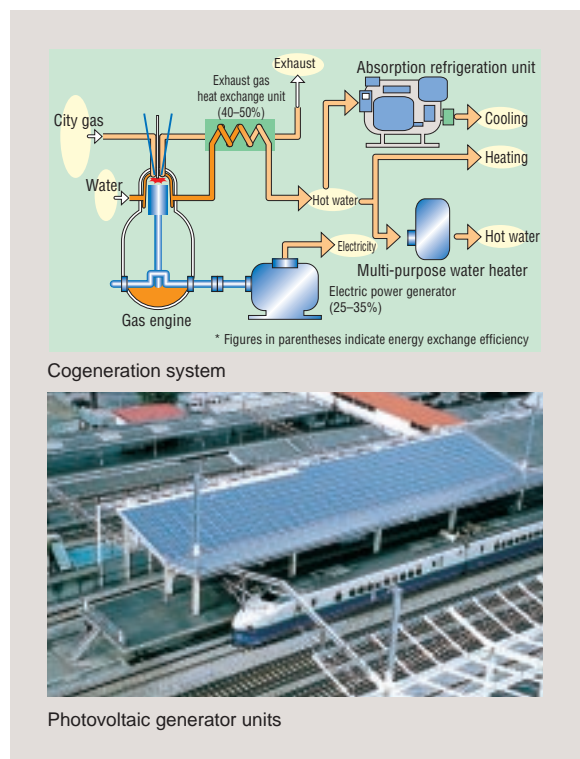 Exhaust
Absorption refrigeration unit
Exhaust gas
heat exchange unit
(40–50%)
City gas
Cooling
Heating
Water
Hot water
Hot water
Electricity
Multi-purpose water heater
Electric power generator
(25–35%)
Gas engine
* Figures in parentheses indicate energy exchange efficiency
Cogeneration system
Photovoltaic generator units